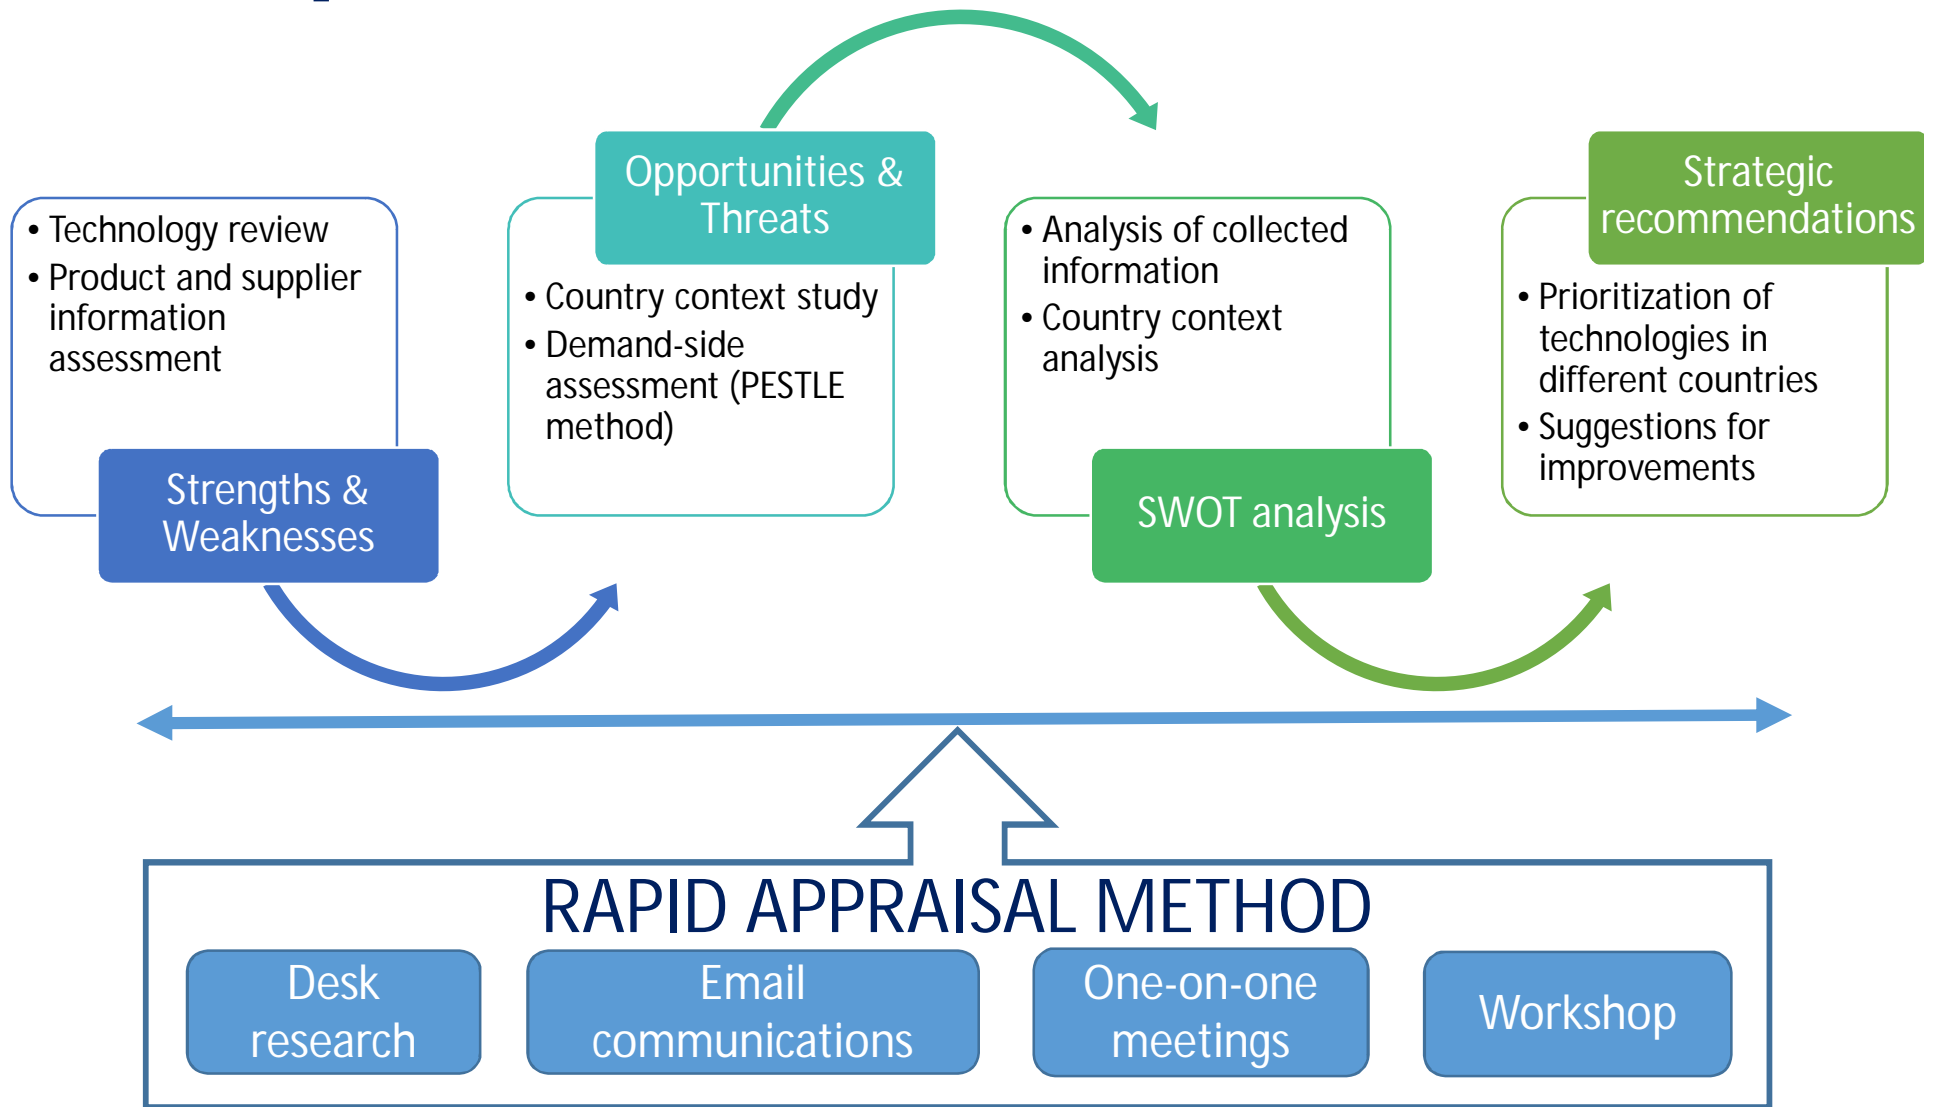 • Technology review
• Product and supplier
information
assessment
Strengths &
Weaknesses
Opportunities &
Threats
• Country context study
• Demand-side
assessment (PESTLE
method)
• Analysis of collected
information
• Country context
analysis
SWOT analysis
Strategic
recommendations
• Prioritization of
technologies in
different countries
• Suggestions for
improvements
RAPID APPRAISAL METHOD
Desk
research
Email
communications
One-on-one
meetings
Workshop